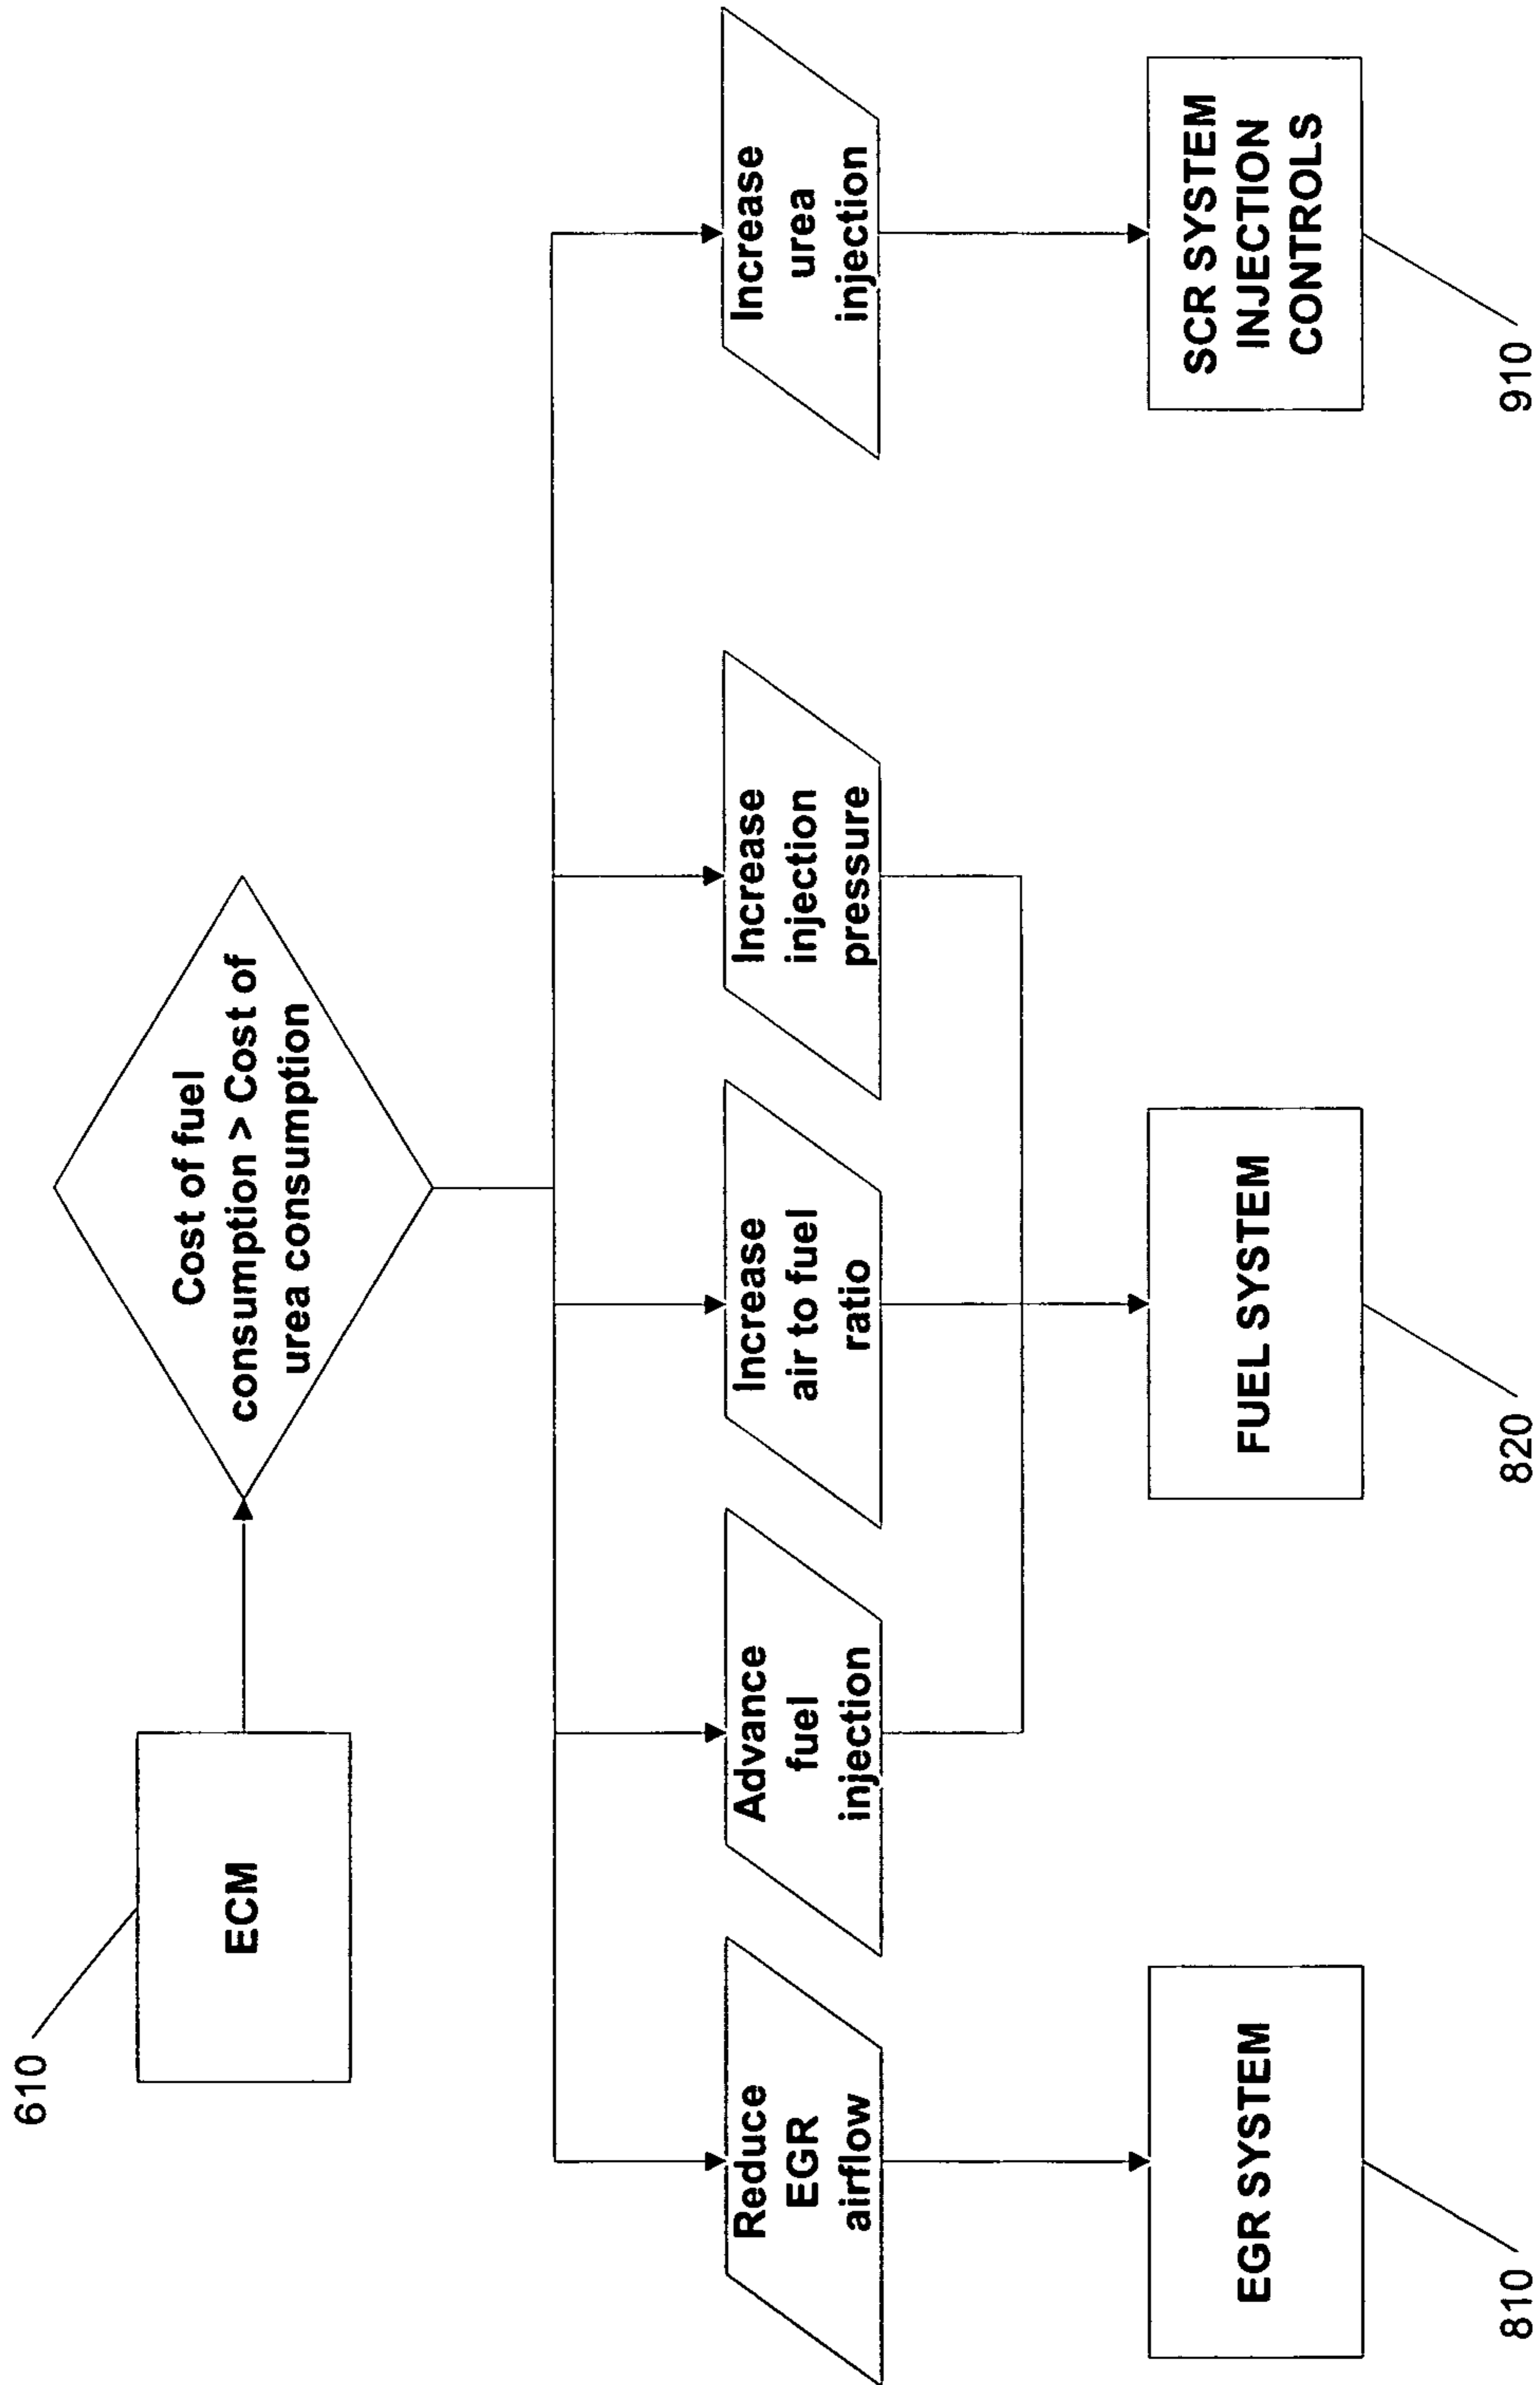 610
ECM
Cost of fuel
consumption > Cost of
urea consumption
Reduce
EGR
airflow
Advance
fuel
injection
Increase
air to fuel
ratio
Increase
injection
pressure
Increase
urea
injection
EGR SYSTEM
FUEL SYSTEM
SCR SYSTEM
INJECTION
CONTROLS
810
820
910